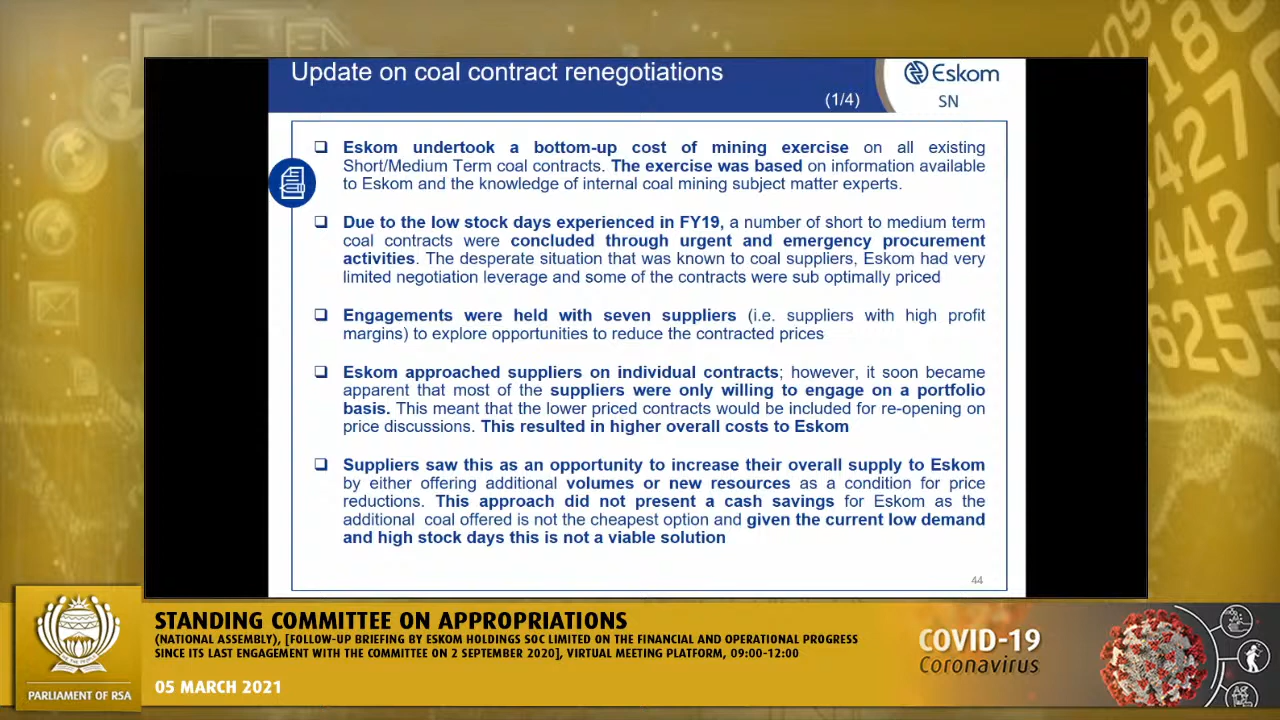 Update on coal contract renegotiations
(1/4)
Eskom
SN
Eskom undertook a bottom-up cost of mining exercise on all existing
Short/Medium Term coal contracts. The exercise was based on information available
to Eskom and the knowledge of internal coal mining subject matter experts.
Due to the low stock days experienced in FY19, a number of short to medium term
coal contracts were concluded through urgent and emergency procurement
activities. The desperate situation that was known to coal suppliers, Eskom had very
limited negotiation leverage and some of the contracts were sub optimally priced
Engagements were held with seven suppliers (i.e. suppliers with high profit
margins) to explore opportunities to reduce the contracted prices
Eskom approached suppliers on individual contracts; however, it soon became
apparent that most of the suppliers were only willing to engage on a portfolio
basis. This meant that the lower priced contracts would be included for re-opening on
price discussions. This resulted in higher overall costs to Eskom
Suppliers saw this as an opportunity to increase their overall supply to Eskom
by either offering additional volumes or new resources as a condition for price
reductions. This approach did not present a cash savings for Eskom as the
additional coal offered is not the cheapest option and given the current low demand
and high stock days this is not a viable solution
44
STANDING COMMITTEE ON APPROPRIATIONS
(NATIONAL ASSEMBLY), [FOLLOW-UP BRIEFING BY ESKOM HOLDINGS SOC LIMITED ON THE FINANCIAL AND OPERATIONAL PROGRESS
SINCE ITS LAST ENGAGEMENT WITH THE COMMITTEE ON 2 SEPTEMBER 2020], VIRTUAL MEETING PLATFORM, 09:00-12:00
05 MARCH 2021
PARLIAMENT OF RSA
COVID-19
Coronavirus